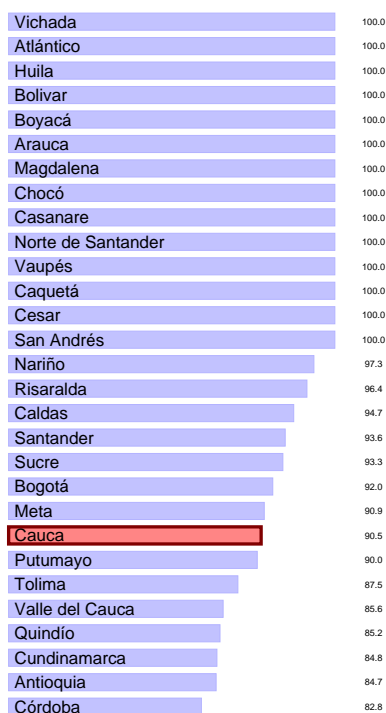 Vichada 100.0
Atlántico 100.0
Huila 100.0
Bolivar 100.0
Boyacá 100.0
Arauca 100.0
Magdalena 100.0
Chocó 100.0
Casanare 100.0
Norte de Santander 100.0
Vaupés 100.0
Caquetá 100.0
Cesar 100.0
San Andrés 100.0
Nariño 97.3
Risaralda 96.4
Caldas 94.7
Santander 93.6
Sucre 93.3
Bogotá 92.0
Meta 90.9
Cauca 90.5
Putumayo 90.0
Tolima 87.5
Valle del Cauca 85.6
Quindío 85.2
Cundinamarca 84.8
Antioquia 84.7
Córdoba 82.8